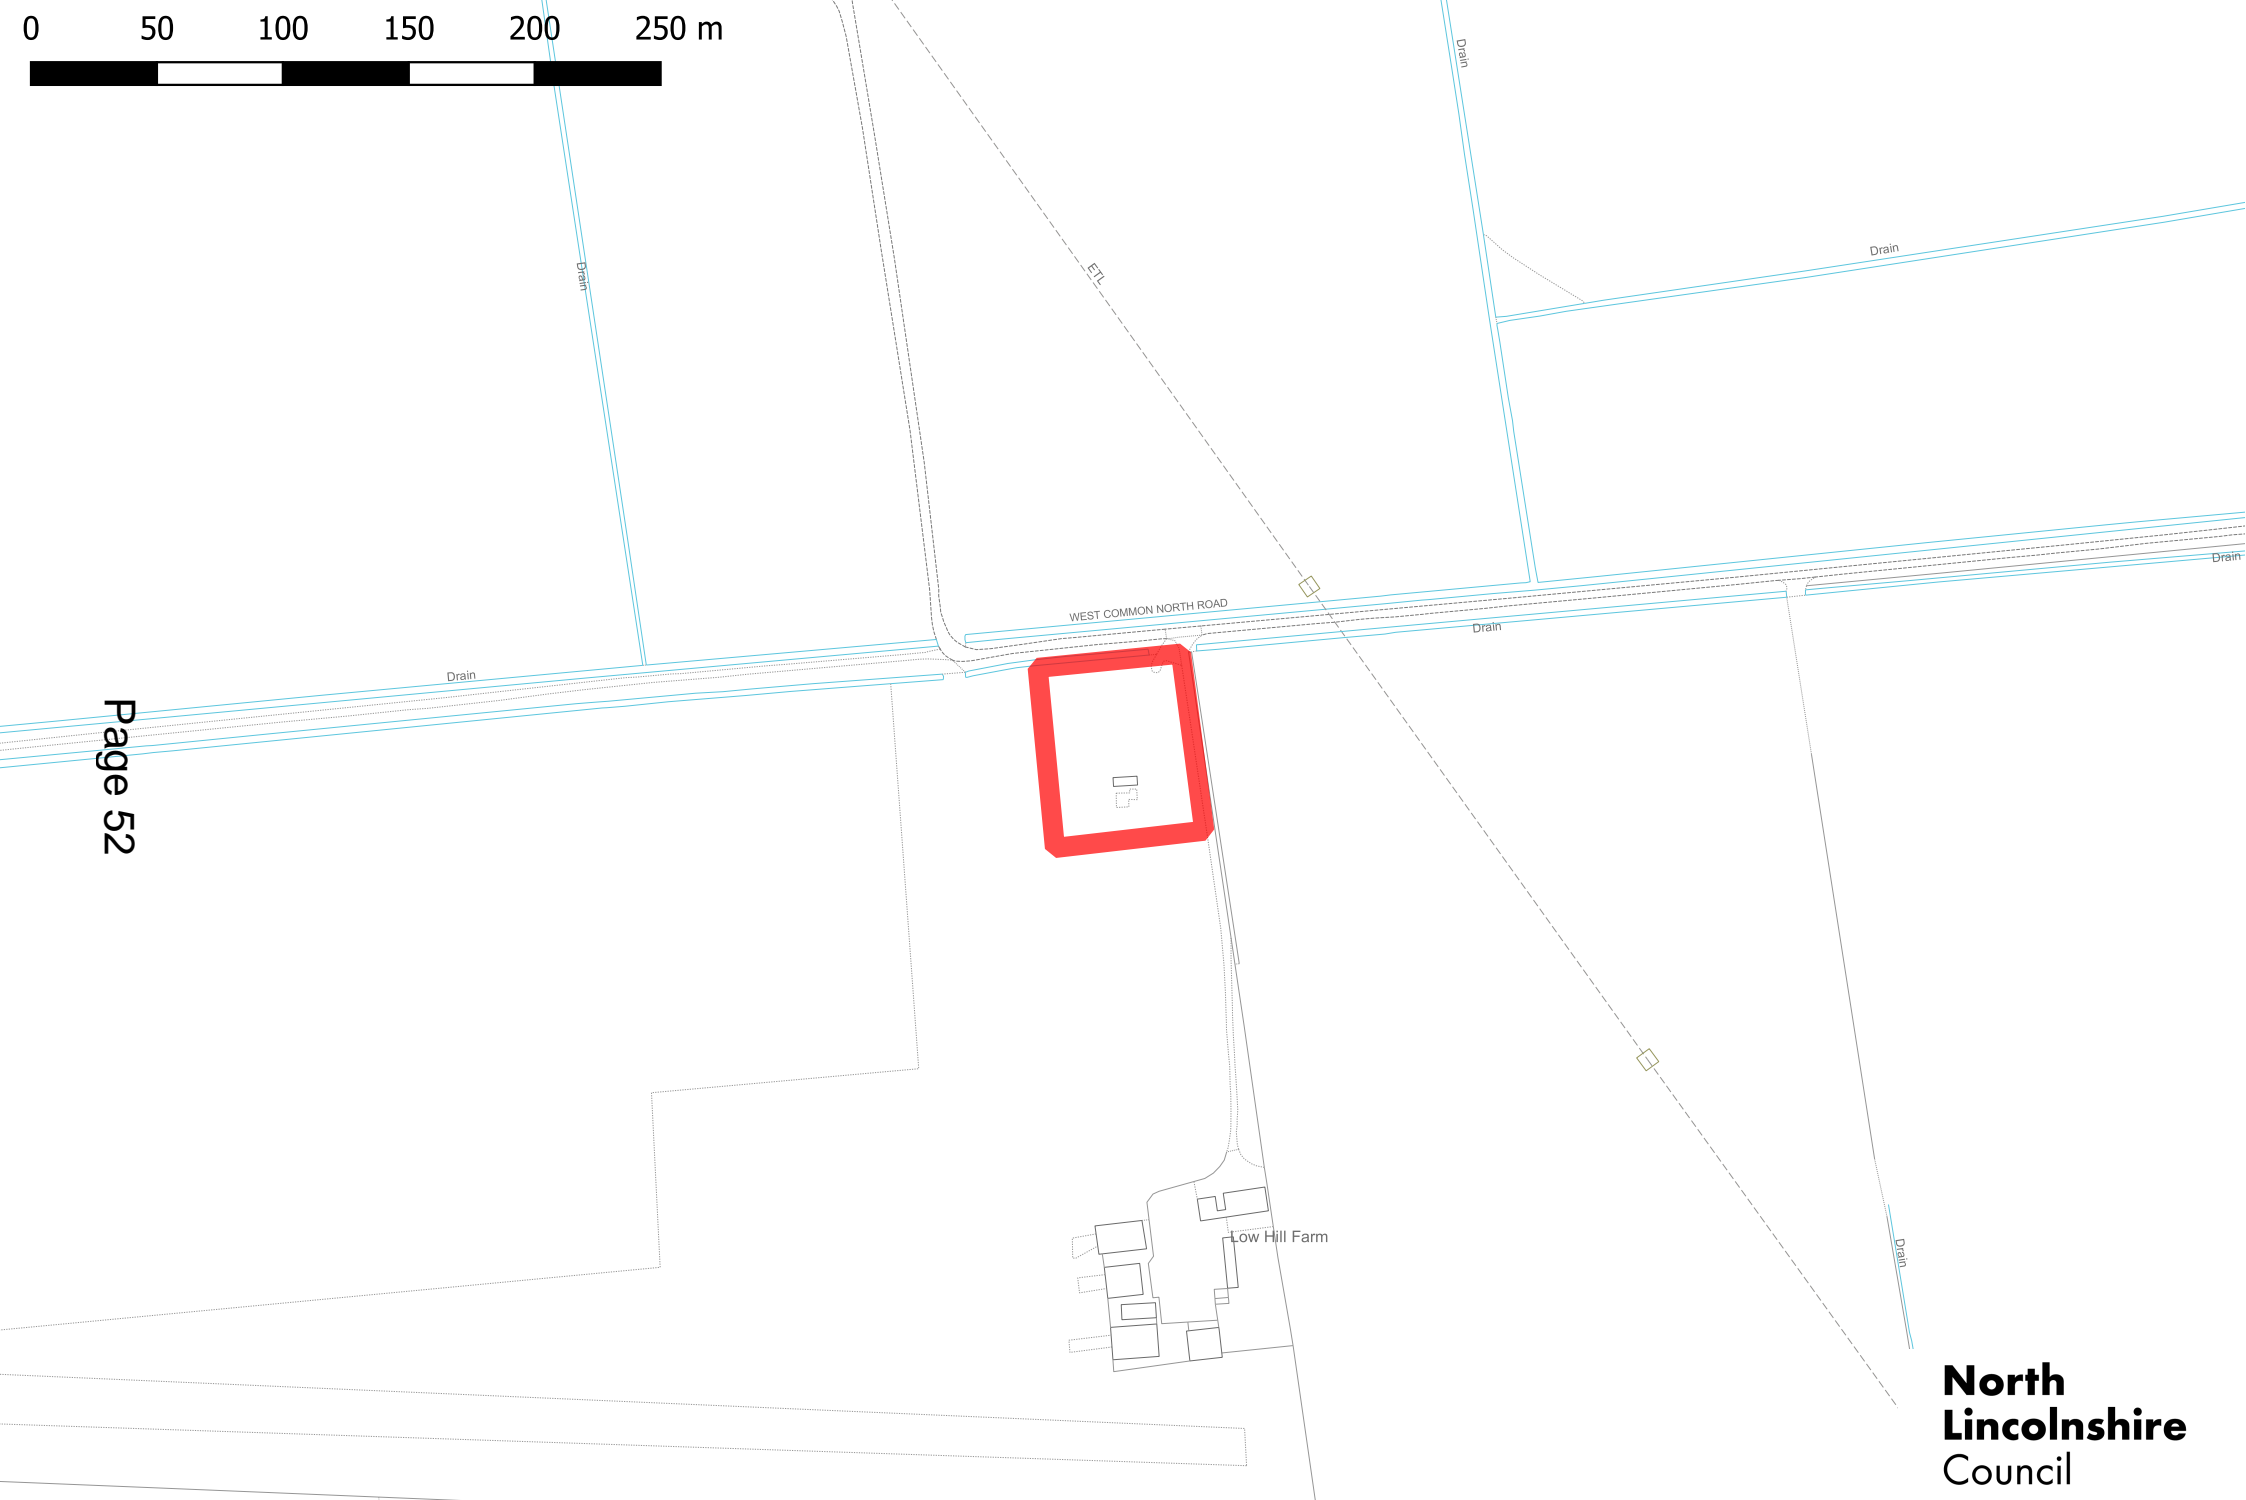 0 50 100 150 200 250 m
Drain
Drain
ETL
Drain
Drain
WEST COMMON NORTH ROAD
Drain
Drain
Drain
Page 52
Low Hill Farm
Drain
North
Lincolnshire
Council